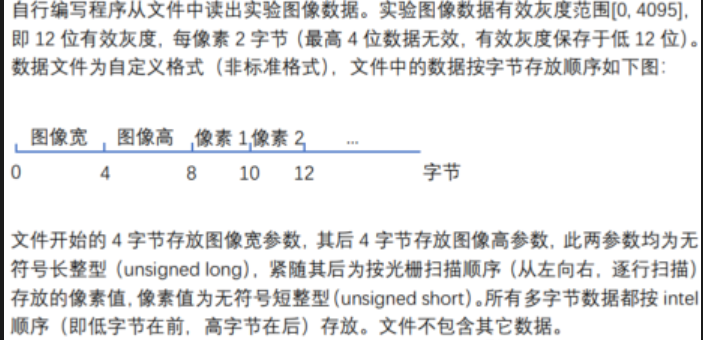 自行编写程序从文件中读出实验图像数据。实验图像数据有效灰度范围[0, 4095],
即 12 位有效灰度，每像素 2 字节（最高 4 位数据无效，有效灰度保存于低 12 位）。
数据文件为自定义格式（非标准格式），文件中的数据按字节存放顺序如下图：
图像宽 图像高 像素 1 像素 2 ...
0 4 8 10 12 字节
文件开始的 4 字节存放图像宽参数，其后 4 字节存放图像高参数，此两参数均为无
符号长整型（unsigned long），紧随其后为按光栅扫描顺序（从左向右，逐行扫描）
存放的像素值，像素值为无符号短整型（unsigned short）。所有多字节数据都按 intel
顺序（即低字节在前，高字节在后）存放。文件不包含其它数据。